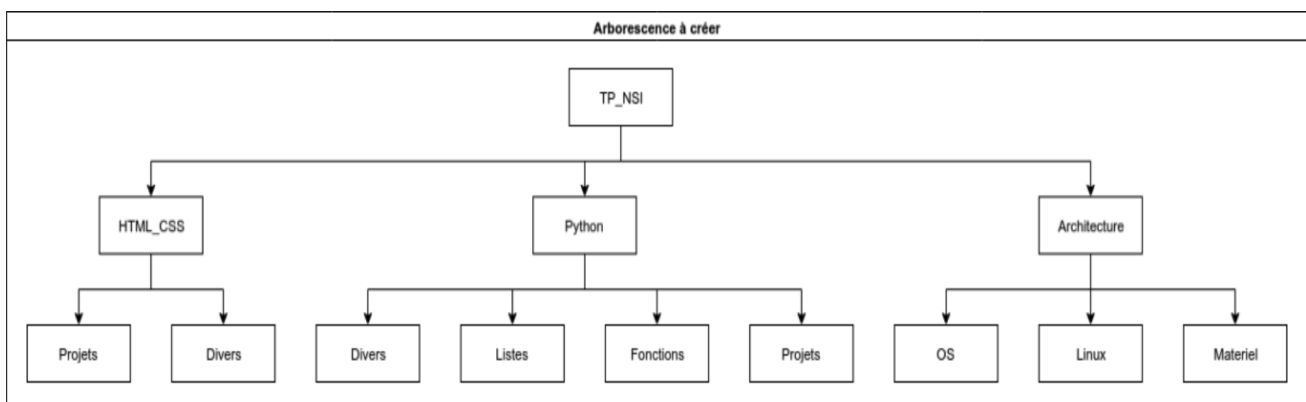 Arborescence à créer
TP_NSI
HTML_CSS
Python
Architecture
Projets
Divers
Divers
Listes
Fonctions
Projets
OS
Linux
Materiel